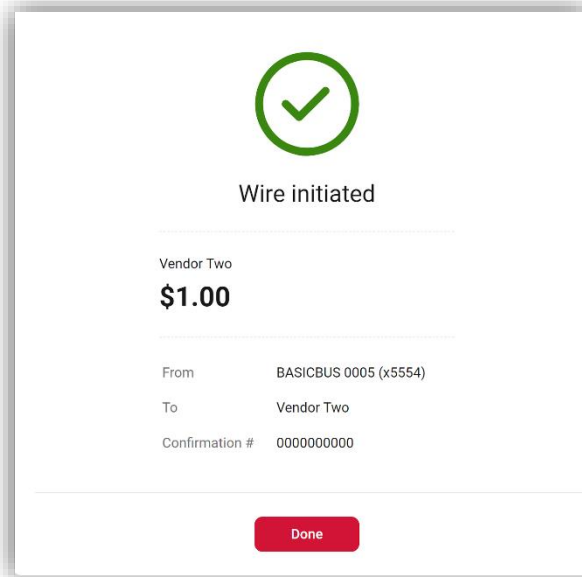 Wire initiated
Vendor Two
$1.00
From BASICBUS 0005 (x5554)
To Vendor Two
Confirmation # 0000000000
Done